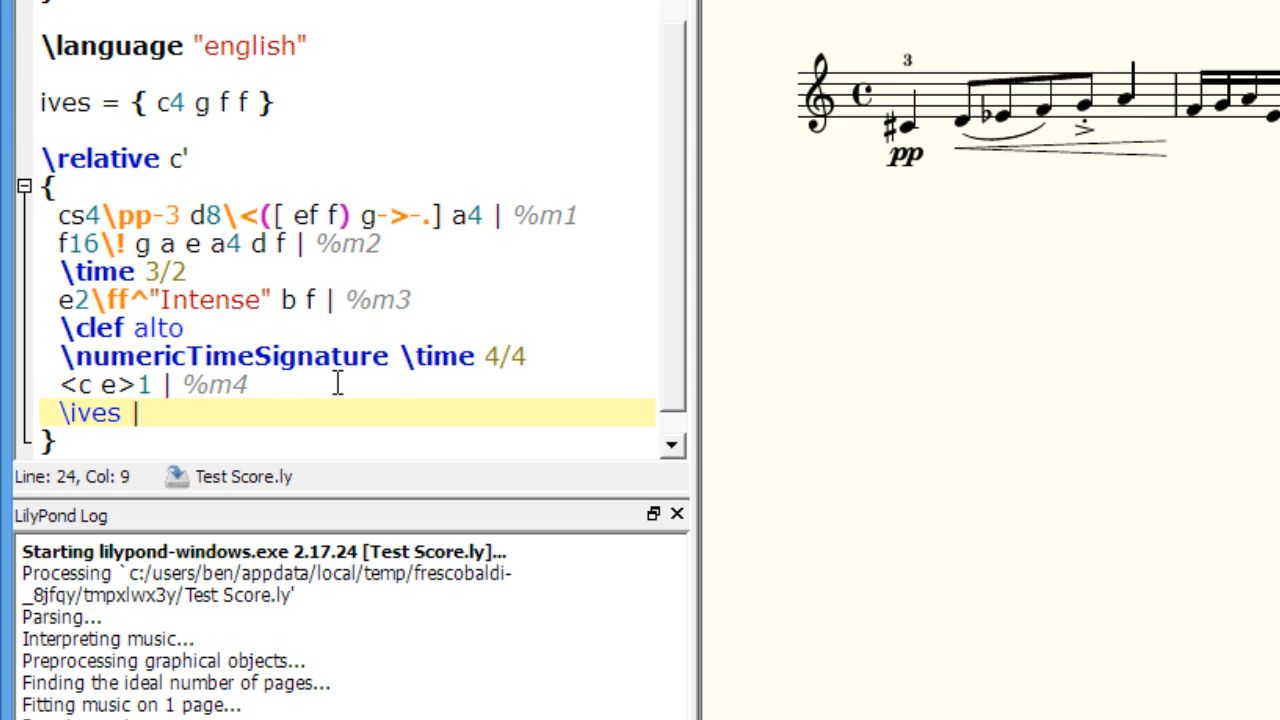 \language "english"
ives = { c4 g f f }
\relative c'
{
cs4\pp-3 d8\<([ ef f) g->-.] a4 | %m1
f16\! g a e a4 d f | %m2
\time 3/2
e2\ff^"Intense" b f | %m3
\clef alto
\numericTimeSignature \time 4/4
<c e>1 | %m4
\ives |
}
Line: 24, Col: 9 Test Score.ly
LilyPond Log
Starting lilypond-windows.exe 2.17.24 [Test Score.ly]...
Processing `c:/users/ben/appdata/local/temp/frescobaldi-
_8jfqy/tmpxlwx3y/Test Score.ly'
Parsing...
Interpreting music...
Preprocessing graphical objects...
Finding the ideal number of pages...
Fitting music on 1 page...
3
pp